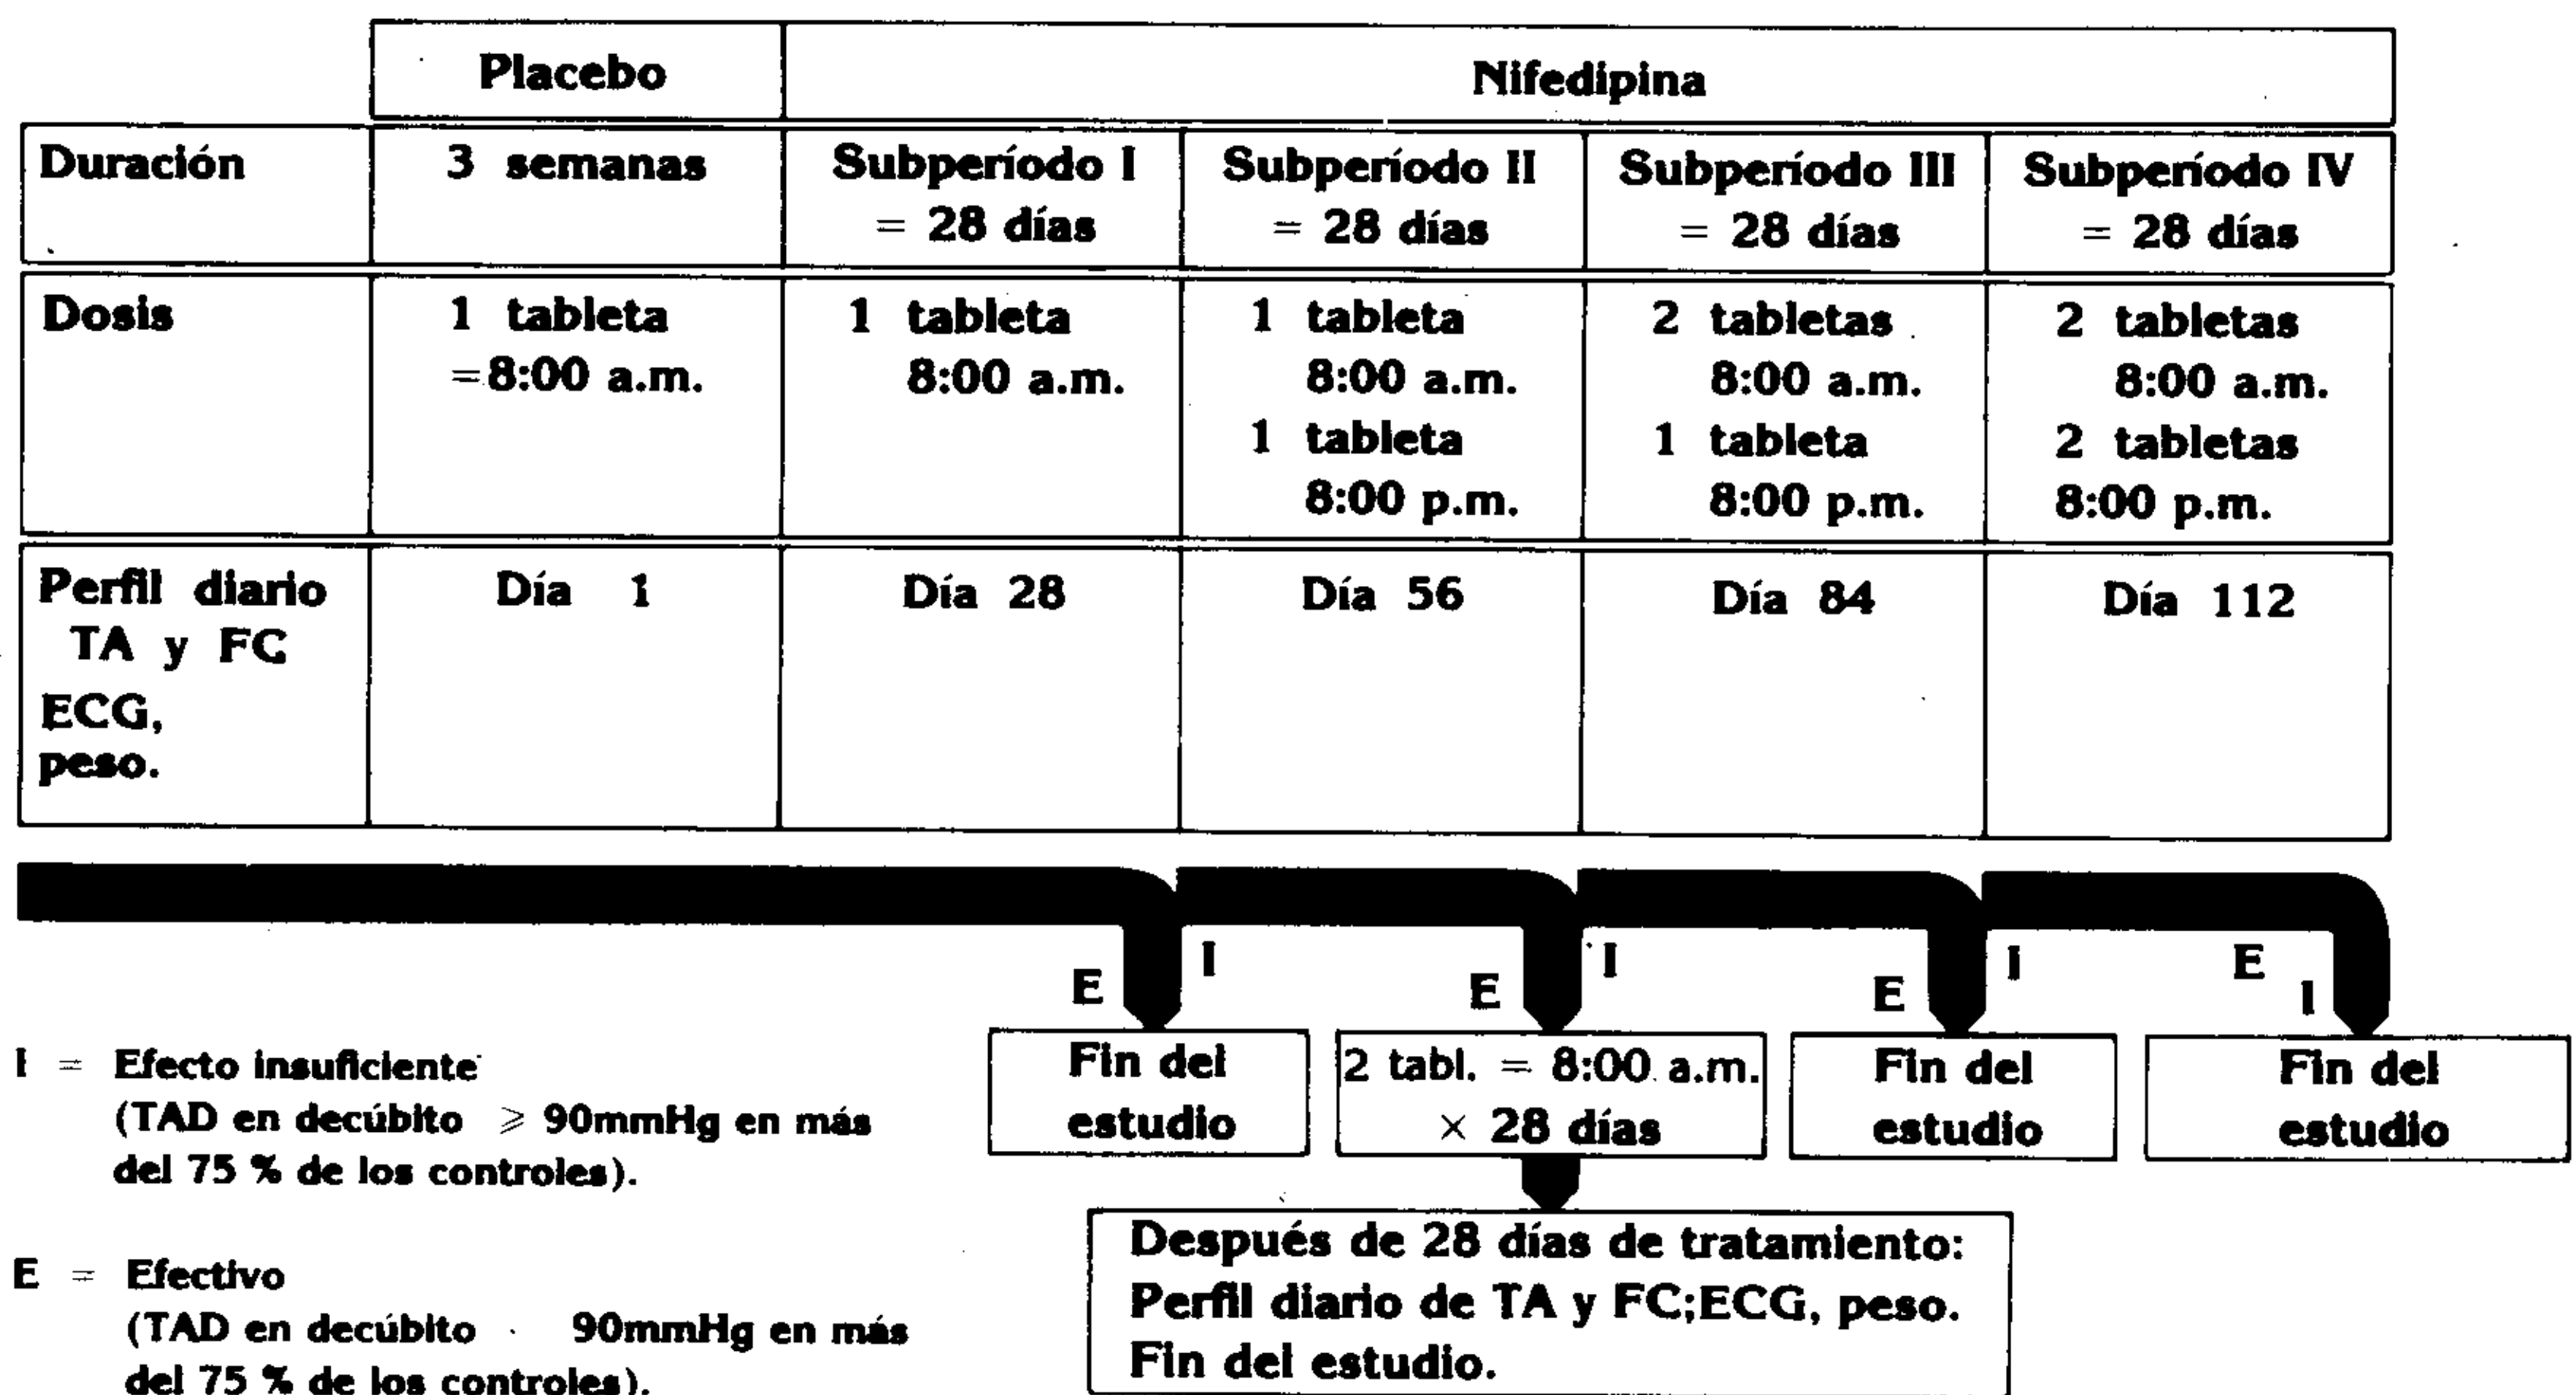 Placebo Nifedipina
Duración 3 semanas Subperíodo I Subperíodo II Subperíodo III Subperíodo IV
= 28 días = 28 días = 28 días = 28 días
Dosis 1 tableta 1 tableta 1 tableta 2 tabletas 2 tabletas
=8:00 a.m. 8:00 a.m. 8:00 a.m. 8:00 a.m. 8:00 a.m.
1 tableta 1 tableta 2 tabletas
8:00 p.m. 8:00 p.m. 8:00 p.m.
Perfil diario Día 1 Día 28 Día 56 Día 84 Día 112
TA y FC
ECG,
peso.
E I E I E I E I
Fin del
estudio
2 tabl. = 8:00 a.m.
× 28 días
Fin del
estudio
Fin del
estudio
Después de 28 días de tratamiento:
Perfil diario de TA y FC;ECG, peso.
Fin del estudio.
I = Efecto insuficiente
(TAD en decúbito ⩾ 90mmHg en más
del 75 % de los controles).
E = Efectivo
(TAD en decúbito 90mmHg en más
del 75 % de los controles).